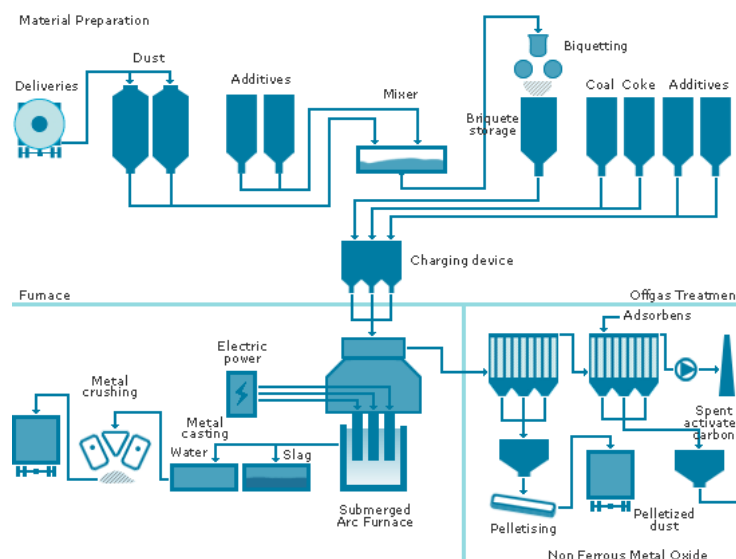 Material Preparation
Deliveries
Dust
Additives
Mixer
Biquetting
Briquete
storage
Coal
Coke
Additives
Charging device
Furnace
Offgas Treatmen
Adsorbens
Electric
power
Metal
crushing
Metal
casting
Water
Slag
Submerged
Arc Furnace
Spent
activate
carbon
Pelletising
Pelletized
dust
Non Ferrous Metal Oxide